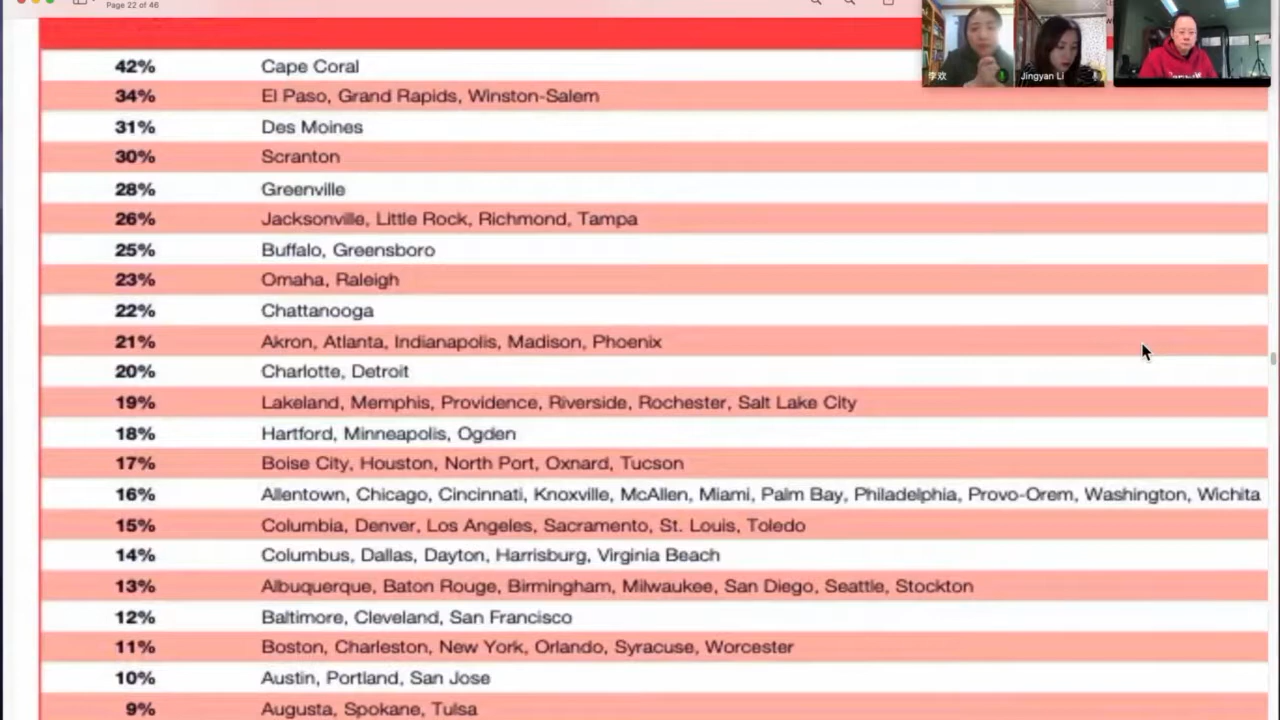 Page 22 of 46
李欢
Jingyan Li
42% Cape Coral
34% El Paso, Grand Rapids, Winston-Salem
31% Des Moines
30% Scranton
28% Greenville
26% Jacksonville, Little Rock, Richmond, Tampa
25% Buffalo, Greensboro
23% Omaha, Raleigh
22% Chattanooga
21% Akron, Atlanta, Indianapolis, Madison, Phoenix
20% Charlotte, Detroit
19% Lakeland, Memphis, Providence, Riverside, Rochester, Salt Lake City
18% Hartford, Minneapolis, Ogden
17% Boise City, Houston, North Port, Oxnard, Tucson
16% Allentown, Chicago, Cincinnati, Knoxville, McAllen, Miami, Palm Bay, Philadelphia, Provo-Orem, Washington, Wichita
15% Columbia, Denver, Los Angeles, Sacramento, St. Louis, Toledo
14% Columbus, Dallas, Dayton, Harrisburg, Virginia Beach
13% Albuquerque, Baton Rouge, Birmingham, Milwaukee, San Diego, Seattle, Stockton
12% Baltimore, Cleveland, San Francisco
11% Boston, Charleston, New York, Orlando, Syracuse, Worcester
10% Austin, Portland, San Jose
9% Augusta, Spokane, Tulsa